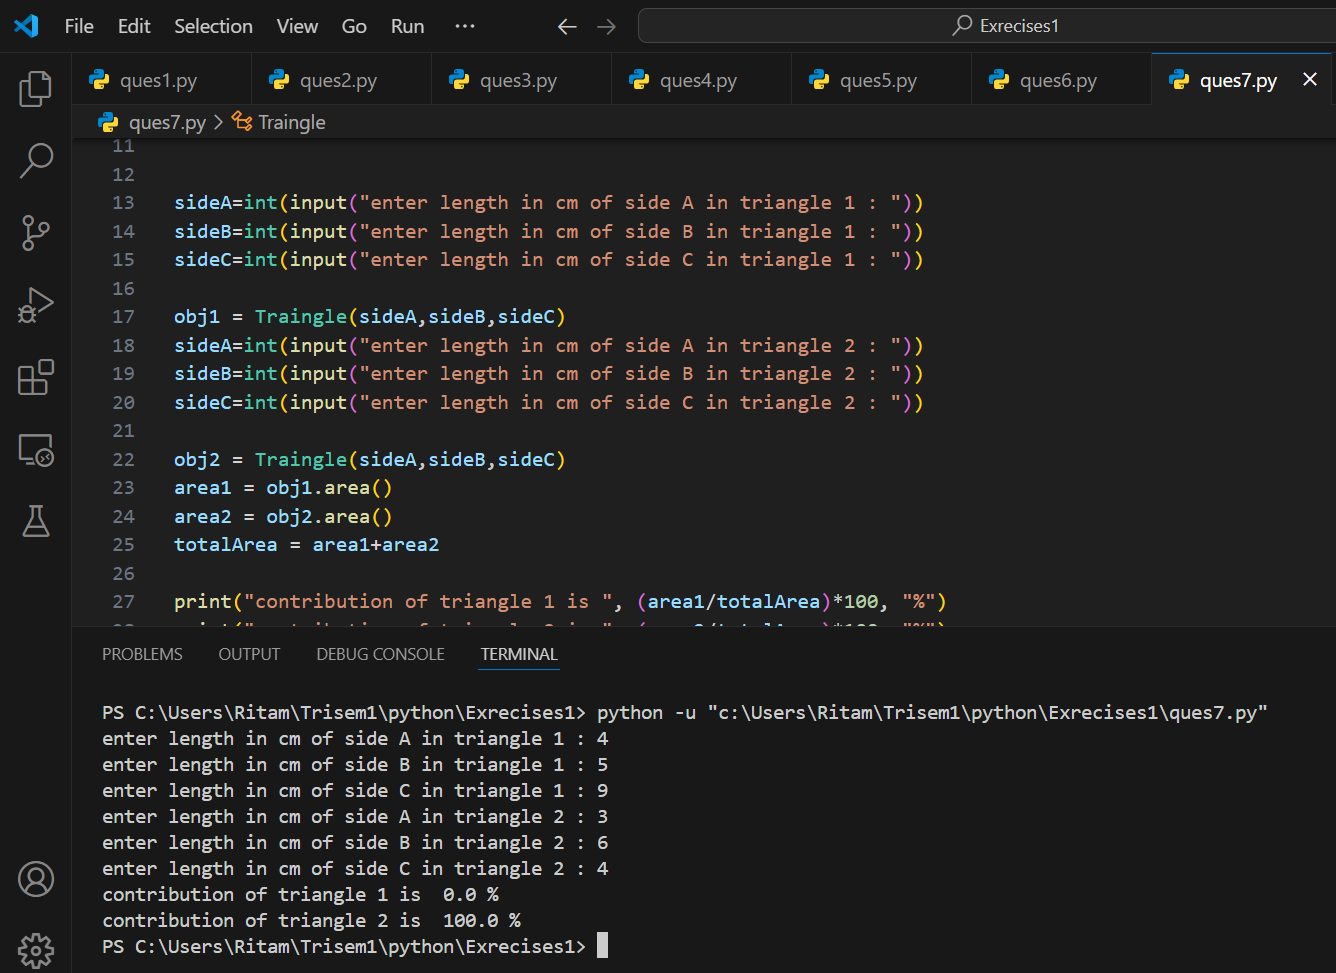 File Edit Selection View Go Run ··· Exrecises1
ques1.py ques2.py ques3.py ques4.py ques5.py ques6.py ques7.py
ques7.py > Traingle
11
12
13 sideA=int(input("enter length in cm of side A in triangle 1 : "))
14 sideB=int(input("enter length in cm of side B in triangle 1 : "))
15 sideC=int(input("enter length in cm of side C in triangle 1 : "))
16
17 obj1 = Traingle(sideA,sideB,sideC)
18 sideA=int(input("enter length in cm of side A in triangle 2 : "))
19 sideB=int(input("enter length in cm of side B in triangle 2 : "))
20 sideC=int(input("enter length in cm of side C in triangle 2 : "))
21
22 obj2 = Traingle(sideA,sideB,sideC)
23 area1 = obj1.area()
24 area2 = obj2.area()
25 totalArea = area1+area2
26
27 print("contribution of triangle 1 is ", (area1/totalArea)*100, "%")
PROBLEMS OUTPUT DEBUG CONSOLE TERMINAL
PS C:\Users\Ritam\Trisem1\python\Exrecises1> python -u "c:\Users\Ritam\Trisem1\python\Exrecises1\ques7.py"
enter length in cm of side A in triangle 1 : 4
enter length in cm of side B in triangle 1 : 5
enter length in cm of side C in triangle 1 : 9
enter length in cm of side A in triangle 2 : 3
enter length in cm of side B in triangle 2 : 6
enter length in cm of side C in triangle 2 : 4
contribution of triangle 1 is  0.0 %
contribution of triangle 2 is  100.0 %
PS C:\Users\Ritam\Trisem1\python\Exrecises1>